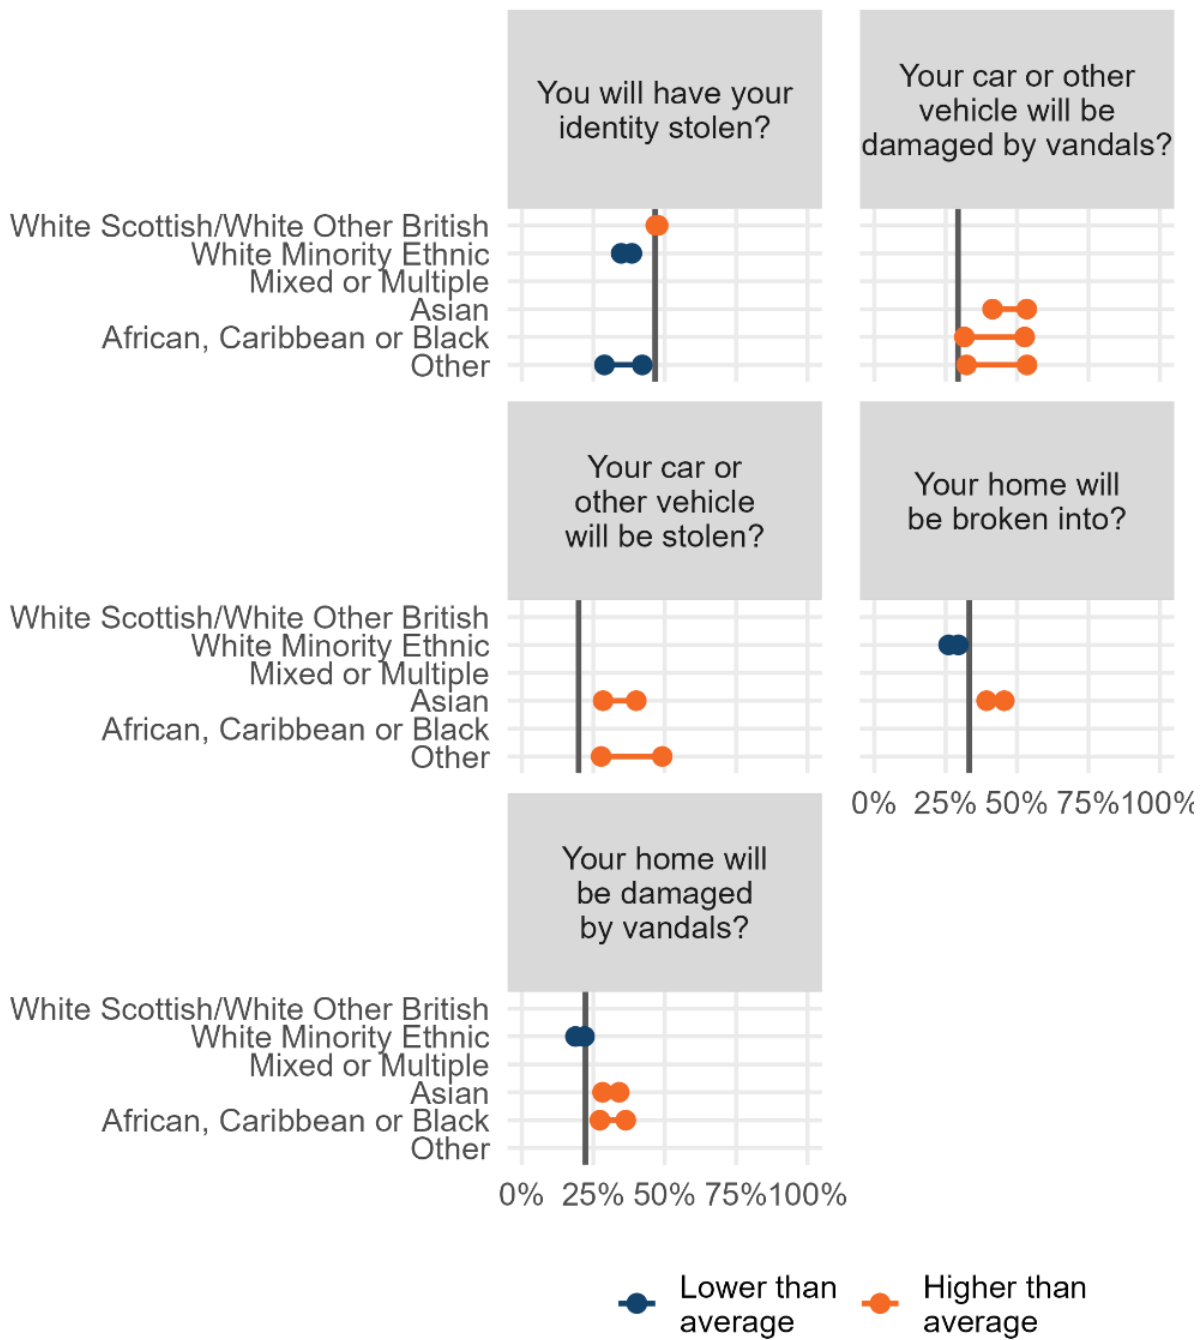 You will have your
identity stolen?
Your car or other
vehicle will be
damaged by vandals?
White Scottish/White Other British
White Minority Ethnic
Mixed or Multiple
Asian
African, Caribbean or Black
Other
Your car or
other vehicle
will be stolen?
Your home will
be broken into?
White Scottish/White Other British
White Minority Ethnic
Mixed or Multiple
Asian
African, Caribbean or Black
Other
0% 25% 50% 75% 100%
Your home will
be damaged
by vandals?
White Scottish/White Other British
White Minority Ethnic
Mixed or Multiple
Asian
African, Caribbean or Black
Other
0% 25% 50% 75% 100%
Lower than
average
Higher than
average